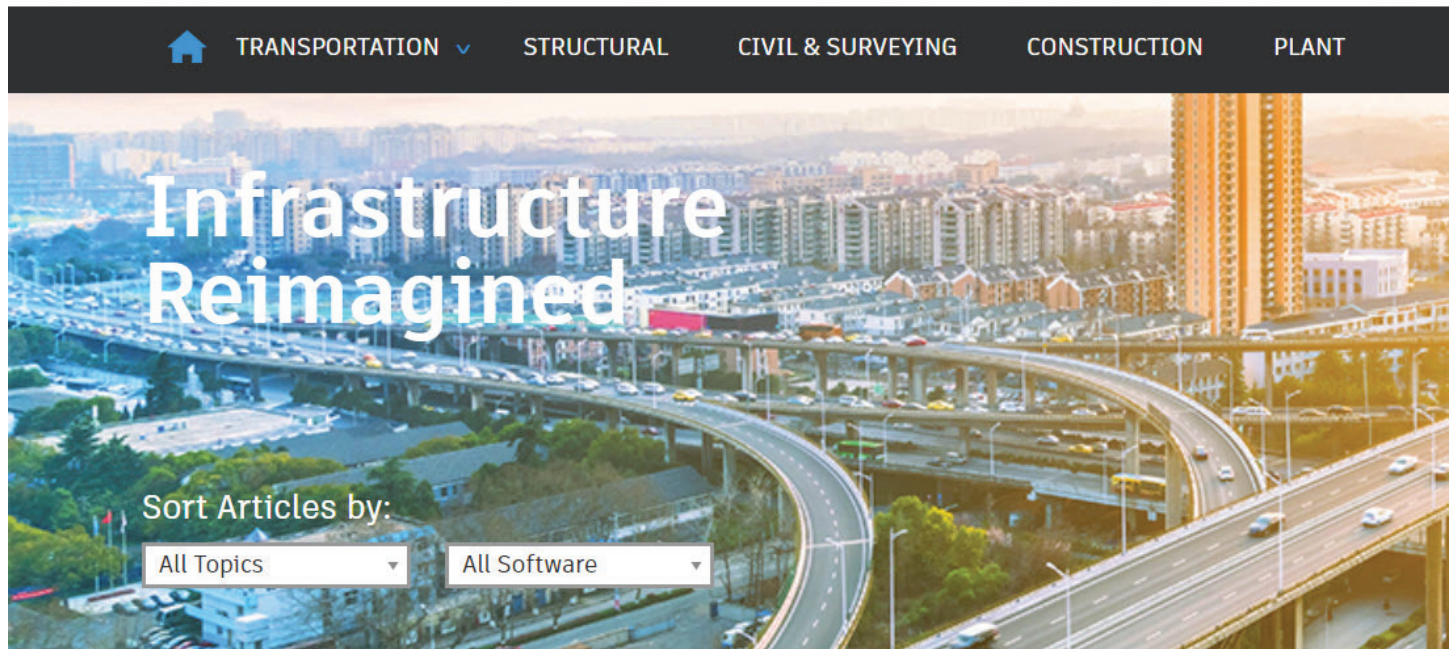 TRANSPORTATION STRUCTURAL CIVIL & SURVEYING CONSTRUCTION PLANT
Infrastructure
Reimagined
Sort Articles by:
All Topics All Software